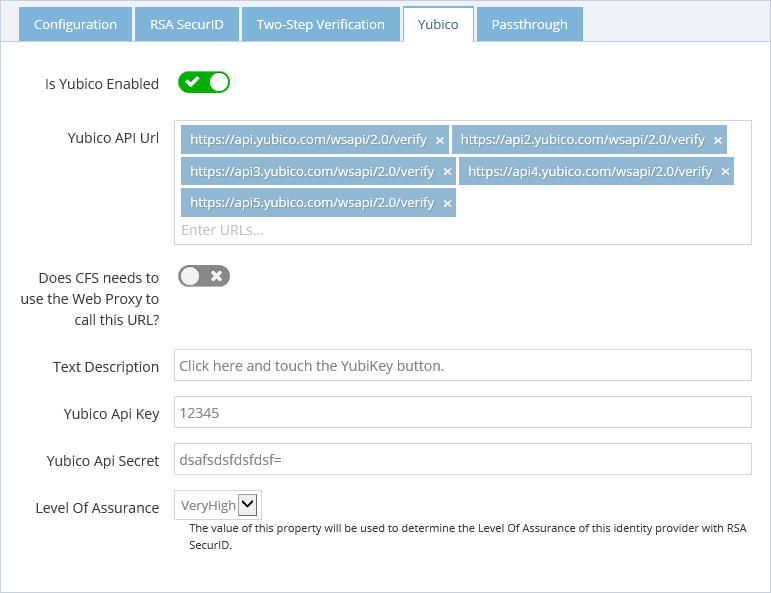 Configuration RSA SecurID Two-Step Verification Yubico Passthrough
Is Yubico Enabled
Yubico API Url https://api.yubico.com/wsapi/2.0/verify × https://api2.yubico.com/wsapi/2.0/verify ×
https://api3.yubico.com/wsapi/2.0/verify × https://api4.yubico.com/wsapi/2.0/verify ×
https://api5.yubico.com/wsapi/2.0/verify ×
Enter URLs...
Does CFS needs to
use the Web Proxy to
call this URL?
Text Description Click here and touch the YubiKey button.
Yubico Api Key 12345
Yubico Api Secret dsafsdsfdsfdsf=
Level Of Assurance VeryHigh
The value of this property will be used to determine the Level Of Assurance of this identity provider with RSA
SecurID.